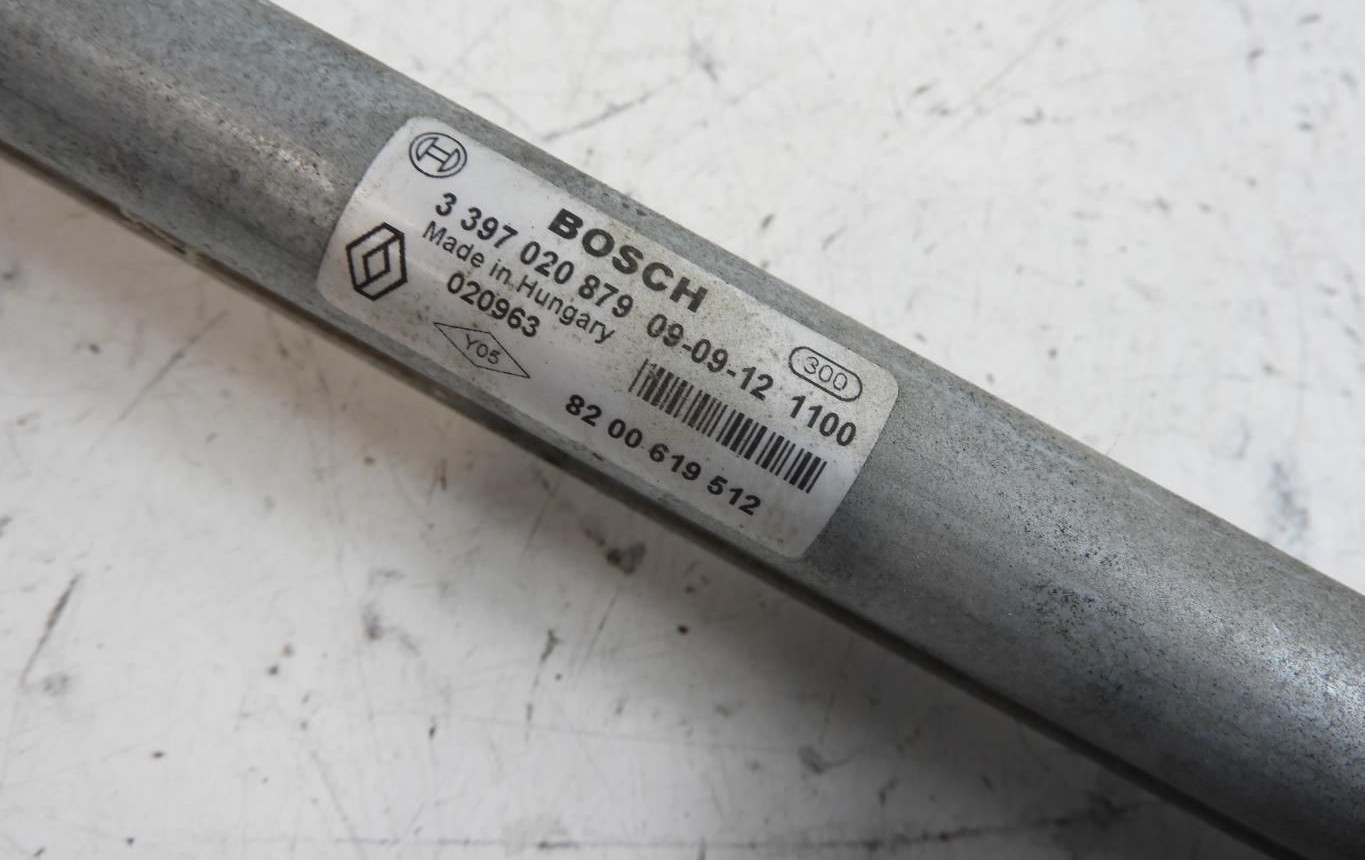 BOSCH
3 397 020 879 09-09-12 1100
Made in Hungary
300
020963
Y05
82 00 619 512